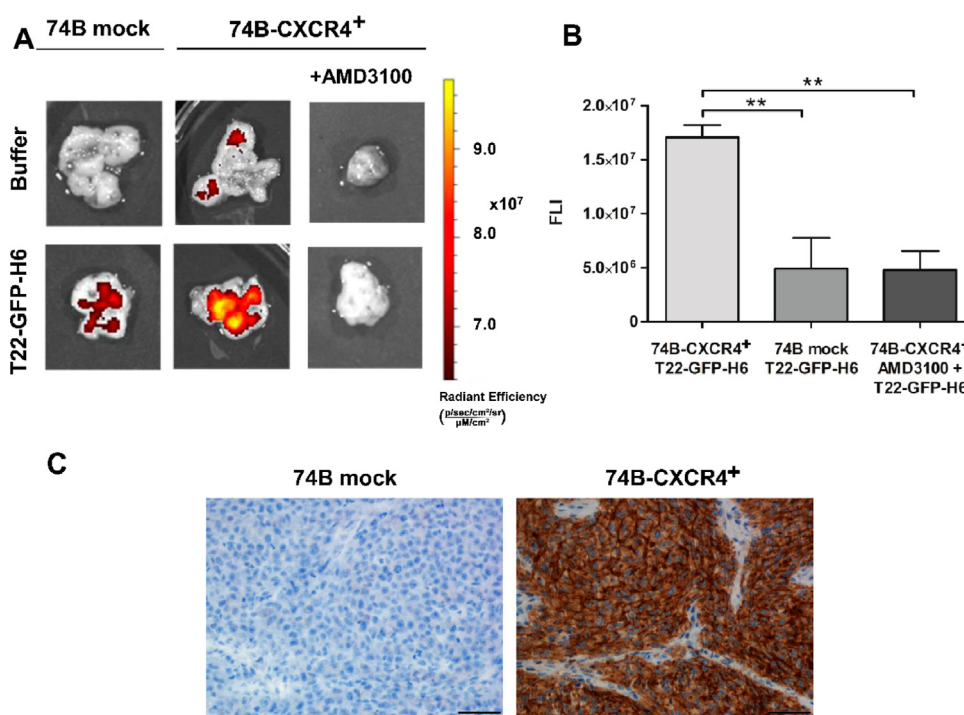 A
74B mock
74B-CXCR4+
+AMD3100
Buffer
T22-GFP-H6
9.0
x10⁷
8.0
7.0
Radiant Efficiency
(p/sec/cm²/sr / µM/cm²)
B
**
**
FLI
2.0×10⁷
1.5×10⁷
1.0×10⁷
5.0×10⁶
0
74B-CXCR4+
T22-GFP-H6
74B mock
T22-GFP-H6
74B-CXCR4+
AMD3100 +
T22-GFP-H6
C
74B mock
74B-CXCR4+